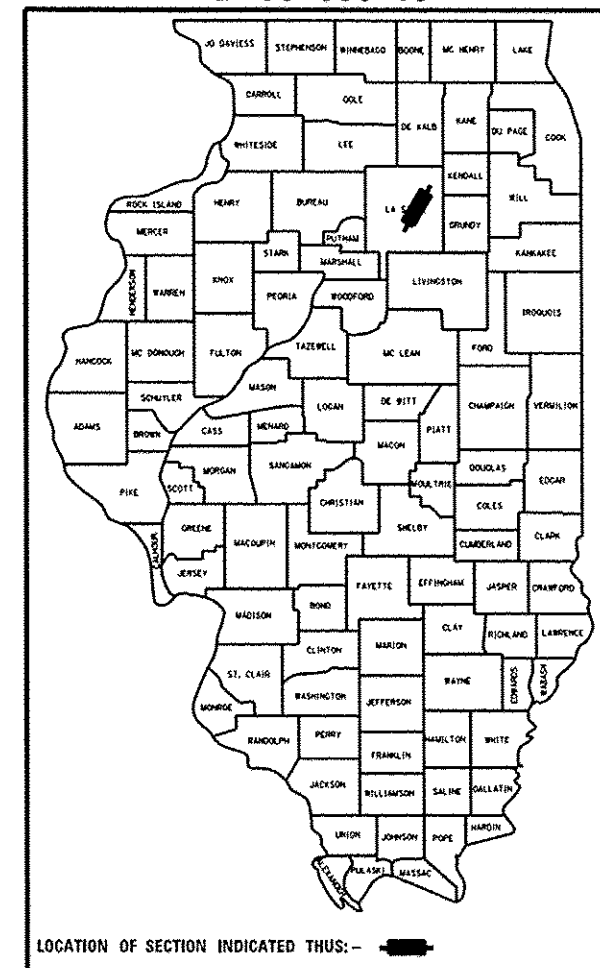 JO DAVIESS STEPHENSON WINNEBAGO BOONE MC HENRY LAKE
CARROLL OGLE DE KALB KANE DU PAGE COOK
WHITESIDE LEE KENDALL WILL
ROCK ISLAND HENRY BUREAU LA S GRUNDY
MERCER PUTNAM KANKAKEE
STARK MARSHALL
HENDERSON WARREN KNOX PEORIA WOODFORD LIVINGSTON IROQUOIS
HANCOCK MC DONOUGH FULTON TAZEWELL MC LEAN FORD
MASON
SCHUYLER LOGAN DE WITT CHAMPAIGN VERMILION
ADAMS BROWN CASS MENARD MACON PIATT
PIKE SCOTT MORGAN SANGAMON MOULTRIE DOUGLAS EDGAR
CHRISTIAN COLES
GREENE MACOUPIN MONTGOMERY SHELBY CUMBERLAND CLARK
CALHOUN JERSEY
FAYETTE EFFINGHAM JASPER CRAWFORD
MADISON BOND
CLINTON MARION CLAY RICHLAND LAWRENCE
ST. CLAIR WASHINGTON JEFFERSON WAYNE EDWARDS WABASH
MONROE
RANDOLPH PERRY FRANKLIN HAMILTON WHITE
JACKSON WILLIAMSON SALINE GALLATIN
UNION JOHNSON POPE HARDIN
ALEXANDER PULASKI MASSAC
LOCATION OF SECTION INDICATED THUS:-